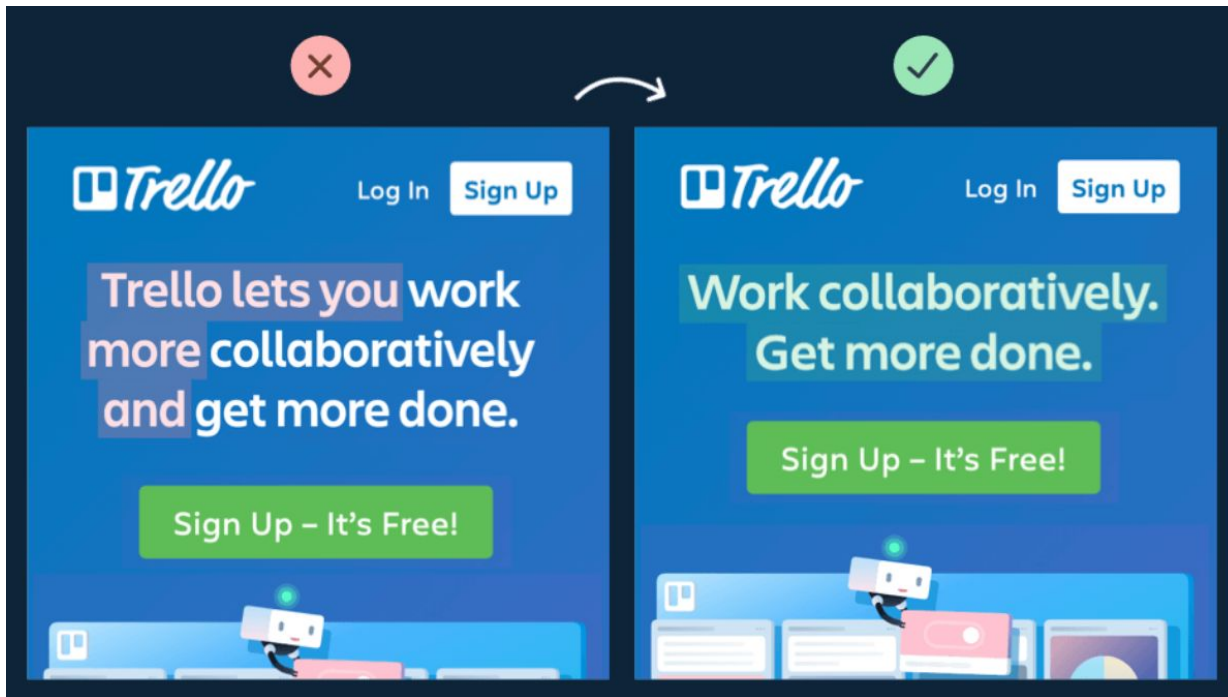 Trello
Log In
Sign Up
Trello lets you work
more collaboratively
and get more done.
Sign Up – It's Free!
Trello
Log In
Sign Up
Work collaboratively.
Get more done.
Sign Up – It's Free!